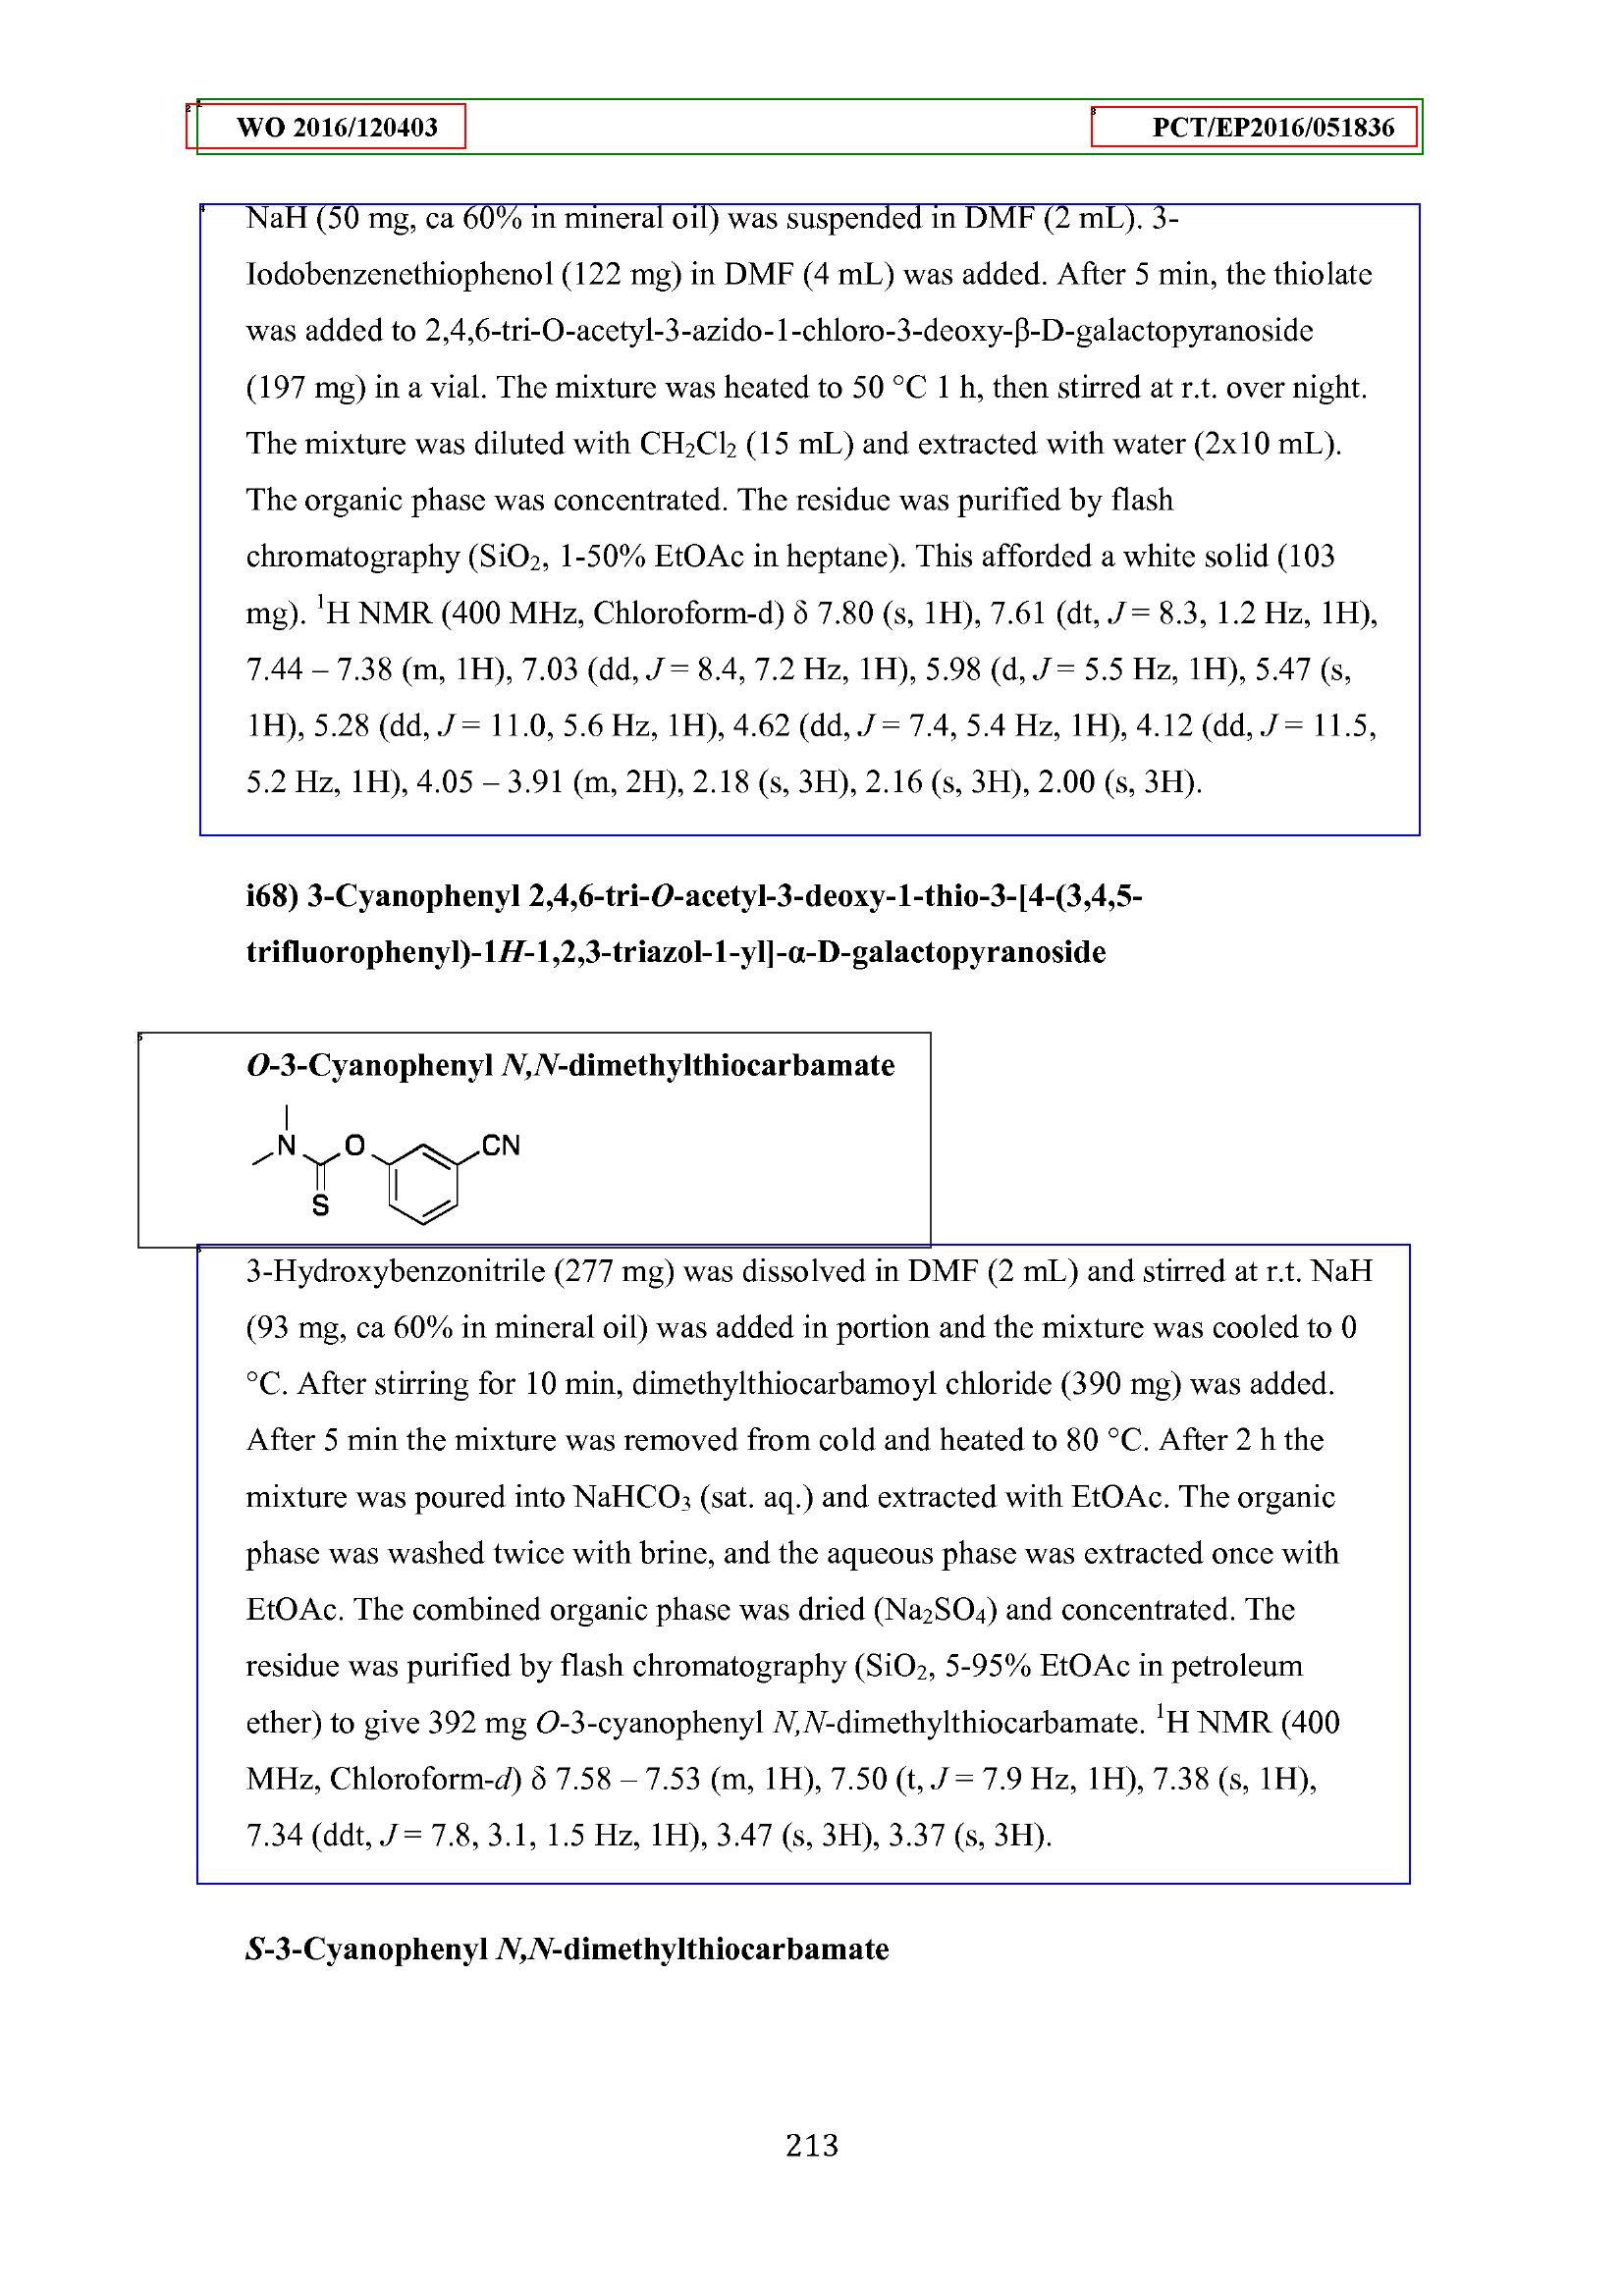 WO 2016/120403 PCT/EP2016/051836
NaH (50 mg, ca 60% in mineral oil) was suspended in DMF (2 mL). 3-
Iodobenzenethiophenol (122 mg) in DMF (4 mL) was added. After 5 min, the thiolate
was added to 2,4,6-tri-O-acetyl-3-azido-1-chloro-3-deoxy-β-D-galactopyranoside
(197 mg) in a vial. The mixture was heated to 50 °C 1 h, then stirred at r.t. over night.
The mixture was diluted with CH₂Cl₂ (15 mL) and extracted with water (2x10 mL).
The organic phase was concentrated. The residue was purified by flash
chromatography (SiO₂, 1-50% EtOAc in heptane). This afforded a white solid (103
mg). ¹H NMR (400 MHz, Chloroform-d) δ 7.80 (s, 1H), 7.61 (dt, J = 8.3, 1.2 Hz, 1H),
7.44 – 7.38 (m, 1H), 7.03 (dd, J = 8.4, 7.2 Hz, 1H), 5.98 (d, J = 5.5 Hz, 1H), 5.47 (s,
1H), 5.28 (dd, J = 11.0, 5.6 Hz, 1H), 4.62 (dd, J = 7.4, 5.4 Hz, 1H), 4.12 (dd, J = 11.5,
5.2 Hz, 1H), 4.05 – 3.91 (m, 2H), 2.18 (s, 3H), 2.16 (s, 3H), 2.00 (s, 3H).
i68) 3-Cyanophenyl 2,4,6-tri-O-acetyl-3-deoxy-1-thio-3-[4-(3,4,5-
trifluorophenyl)-1H-1,2,3-triazol-1-yl]-α-D-galactopyranoside
O-3-Cyanophenyl N,N-dimethylthiocarbamate
N O CN
S
3-Hydroxybenzonitrile (277 mg) was dissolved in DMF (2 mL) and stirred at r.t. NaH
(93 mg, ca 60% in mineral oil) was added in portion and the mixture was cooled to 0
°C. After stirring for 10 min, dimethylthiocarbamoyl chloride (390 mg) was added.
After 5 min the mixture was removed from cold and heated to 80 °C. After 2 h the
mixture was poured into NaHCO₃ (sat. aq.) and extracted with EtOAc. The organic
phase was washed twice with brine, and the aqueous phase was extracted once with
EtOAc. The combined organic phase was dried (Na₂SO₄) and concentrated. The
residue was purified by flash chromatography (SiO₂, 5-95% EtOAc in petroleum
ether) to give 392 mg O-3-cyanophenyl N,N-dimethylthiocarbamate. ¹H NMR (400
MHz, Chloroform-d) δ 7.58 – 7.53 (m, 1H), 7.50 (t, J = 7.9 Hz, 1H), 7.38 (s, 1H),
7.34 (ddt, J = 7.8, 3.1, 1.5 Hz, 1H), 3.47 (s, 3H), 3.37 (s, 3H).
S-3-Cyanophenyl N,N-dimethylthiocarbamate
213